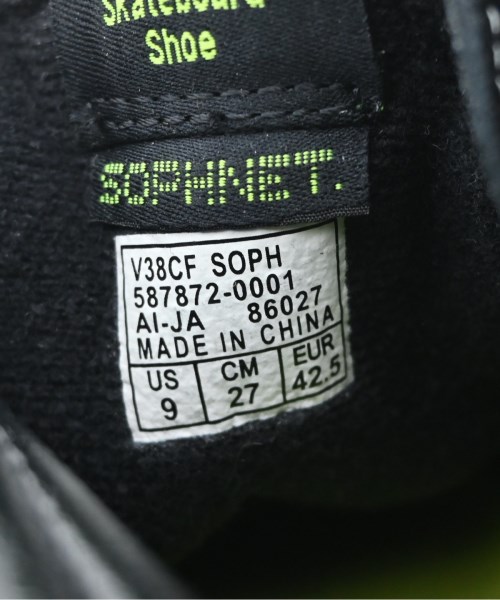 Skateboard
Shoe
SOPHNET.
V38CF SOPH
587872-0001
AI-JA 86027
MADE IN CHINA
US CM EUR
9 27 42.5